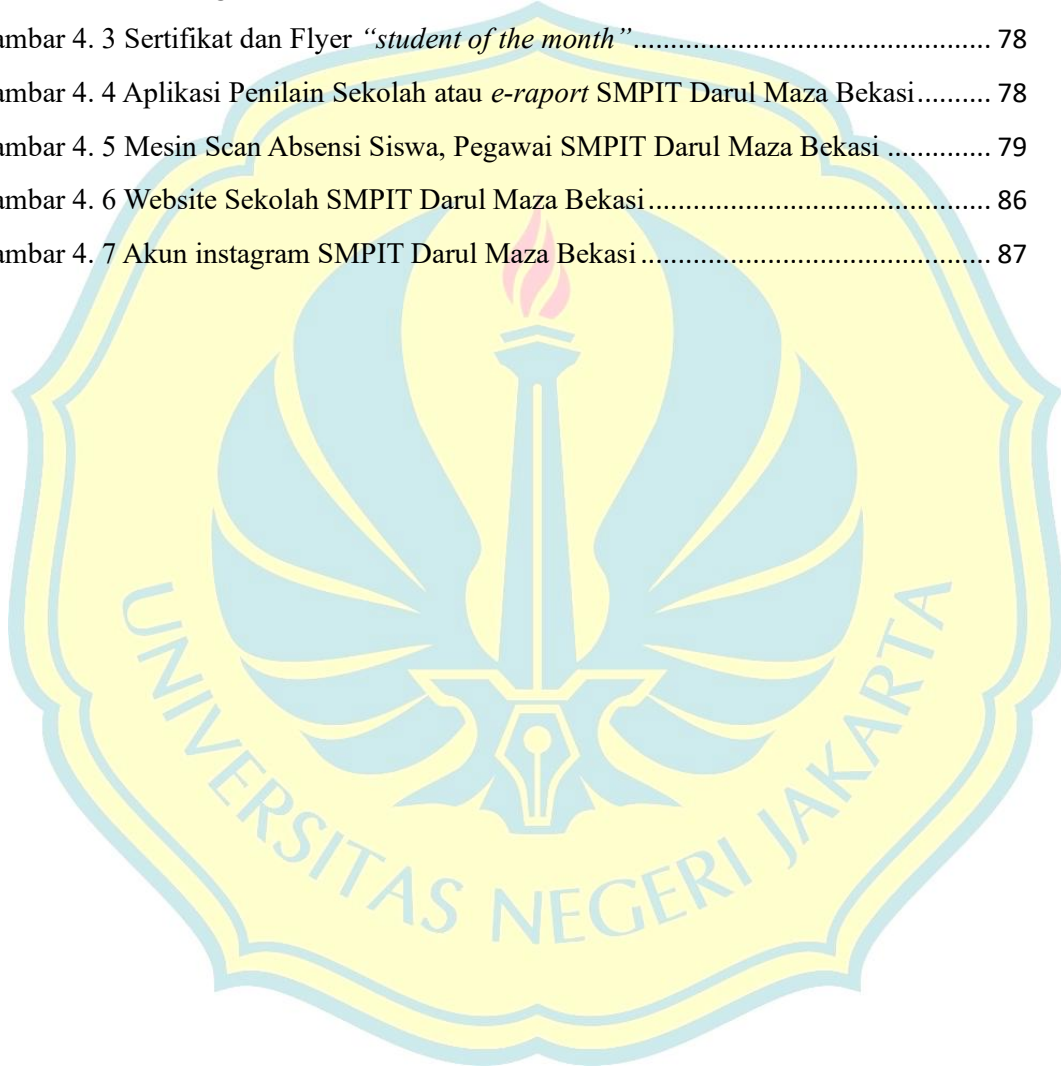 ambar 4. 3 Sertifikat dan Flyer “student of the month”....................................... 78
ambar 4. 4 Aplikasi Penilain Sekolah atau e-raport SMPIT Darul Maza Bekasi.......... 78
ambar 4. 5 Mesin Scan Absensi Siswa, Pegawai SMPIT Darul Maza Bekasi .............. 79
ambar 4. 6 Website Sekolah SMPIT Darul Maza Bekasi.............................................. 86
ambar 4. 7 Akun instagram SMPIT Darul Maza Bekasi ............................................... 87
UNIVERSITAS NEGERI JAKARTA